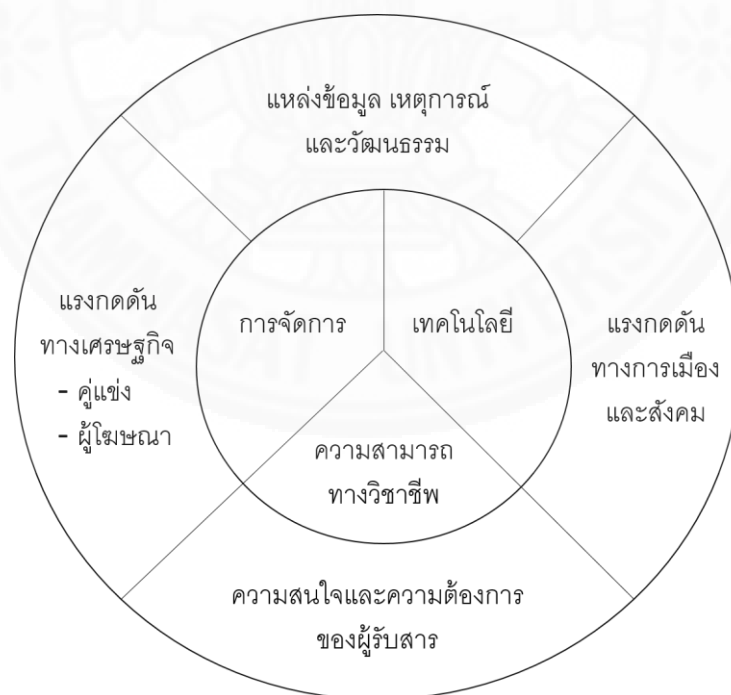 แหล่งข้อมูล เหตุการณ์
และวัฒนธรรม
แรงกดดัน
ทางเศรษฐกิจ
- คู่แข่ง
- ผู้โฆษณา
การจัดการ
เทคโนโลยี
ความสามารถ
ทางวิชาชีพ
แรงกดดัน
ทางการเมือง
และสังคม
ความสนใจและความต้องการ
ของผู้รับสาร